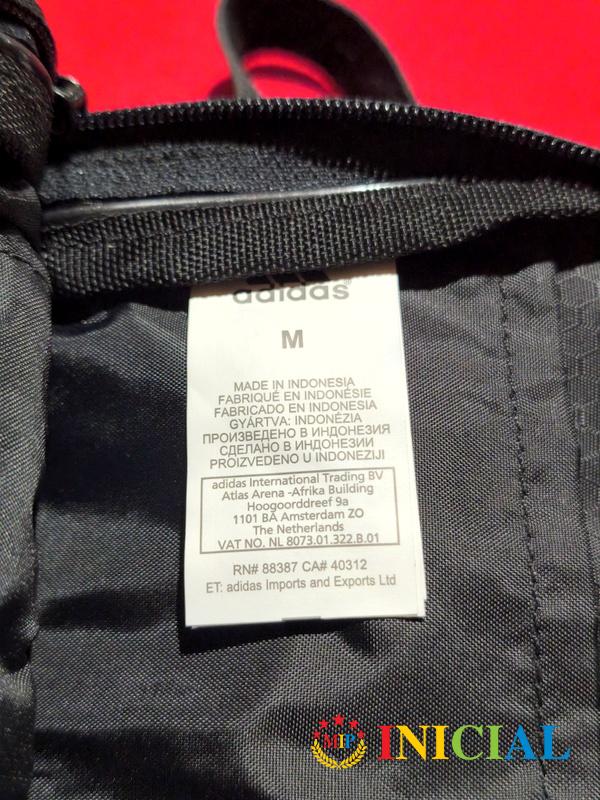 adidas®
M
MADE IN INDONESIA
FABRIQUÉ EN INDONÉSIE
FABRICADO EN INDONESIA
GYÁRTVA: INDONÉZIA
ПРОИЗВЕДЕНО В ИНДОНЕЗИЯ
СДЕЛАНО В ИНДОНЕЗИИ
PROIZVEDENO U INDONEZIJI
adidas International Trading BV
Atlas Arena -Afrika Building
Hoogoorddreef 9a
1101 BA Amsterdam ZO
The Netherlands
VAT NO. NL 8073.01.322.B.01
RN# 88387 CA# 40312
ET: adidas Imports and Exports Ltd
MIP INICIAL